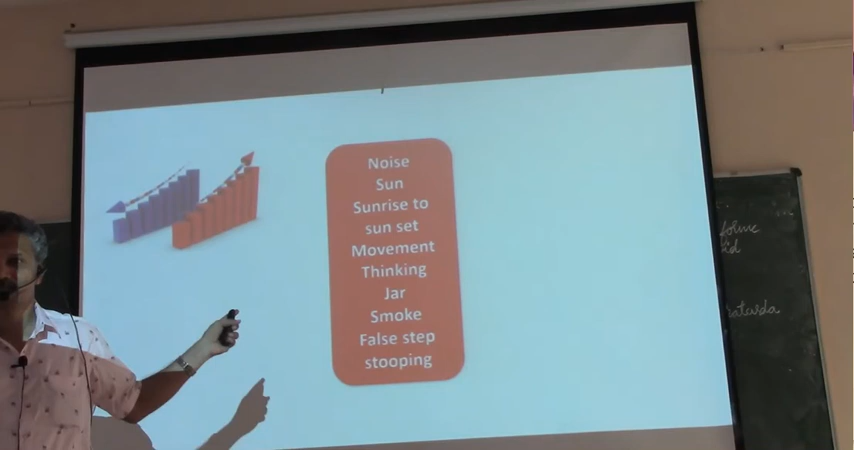 Noise
Sun
Sunrise to
sun set
Movement
Thinking
Jar
Smoke
False step
stooping